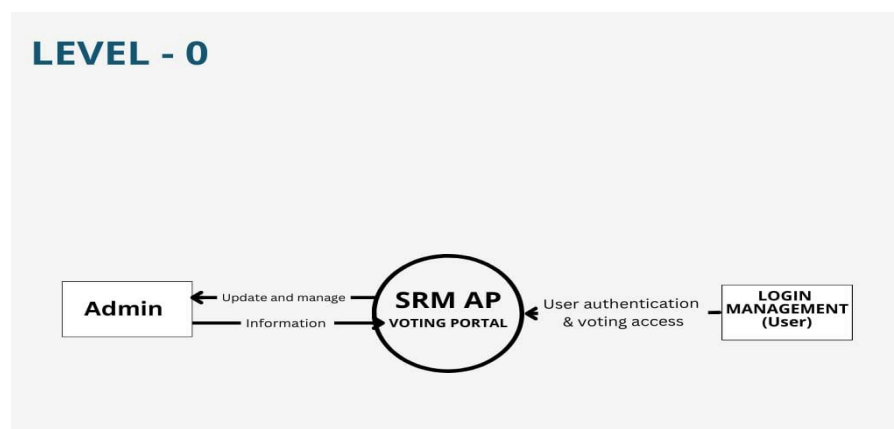 LEVEL - 0
Admin
Update and manage
Information
SRM AP
VOTING PORTAL
User authentication
& voting access
LOGIN
MANAGEMENT
(User)